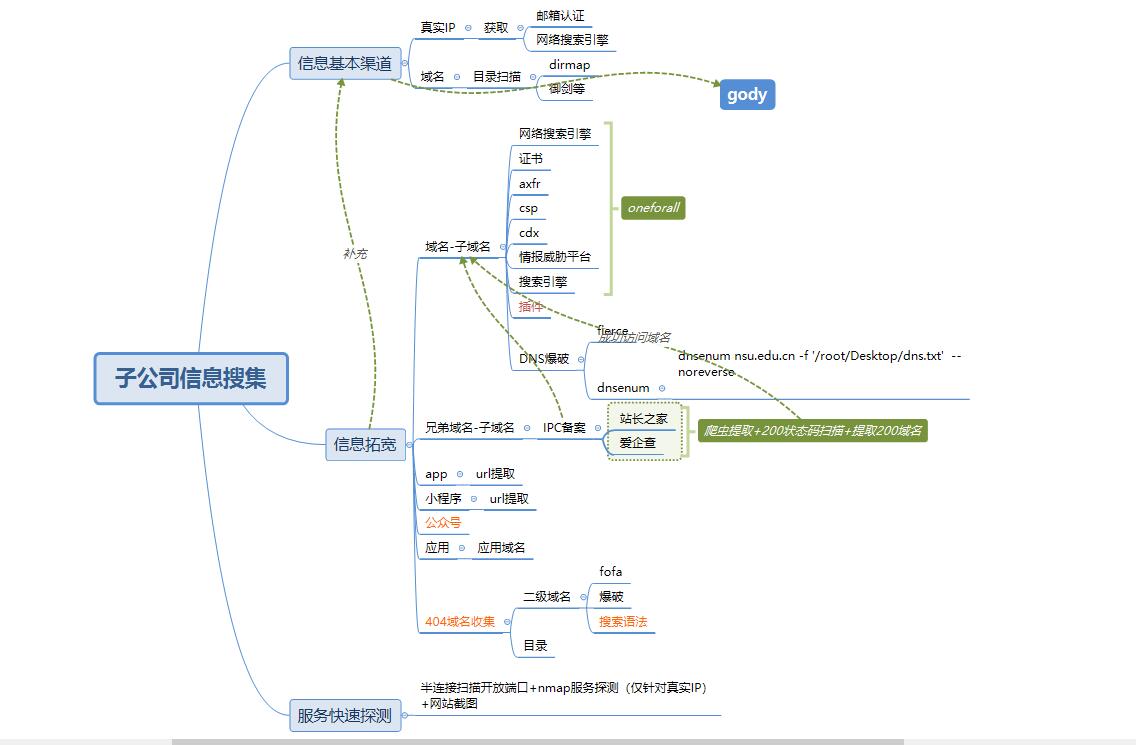 邮箱认证
真实IP
获取
网络搜索引擎
信息基本渠道
dirmap
域名
目录扫描
御剑等
gody
网络搜索引擎
证书
axfr
csp
oneforall
cdx
域名-子域名
情报威胁平台
补充
搜索引擎
插件
fierce
成功访问域名
DNS爆破
dnsenum nsu.edu.cn -f '/root/Desktop/dns.txt' --
noreverse
dnsenum
子公司信息搜集
兄弟域名-子域名
IPC备案
站长之家
爱企查
爬虫提取+200状态码扫描+提取200域名
信息拓宽
app
url提取
小程序
url提取
公众号
应用
应用域名
fofa
二级域名
爆破
404域名收集
搜索语法
目录
半连接扫描开放端口+nmap服务探测（仅针对真实IP）
+网站截图
服务快速探测